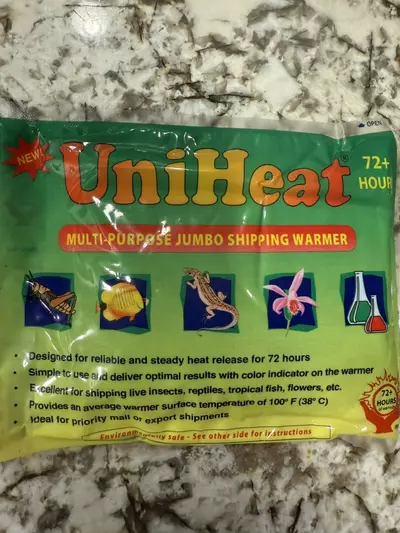 OPEN
NEW!
UniHeat®
72+
HOUR
MULTI-PURPOSE JUMBO SHIPPING WARMER
• Designed for reliable and steady heat release for 72 hours
• Simple to use and deliver optimal results with color indicator on the warmer
• Excellent for shipping live insects, reptiles, tropical fish, flowers, etc.
• Provides an average warmer surface temperature of 100° F (38° C)
• Ideal for priority mail or export shipments
72+
HOURS
Environmentally safe - See other side for instructions